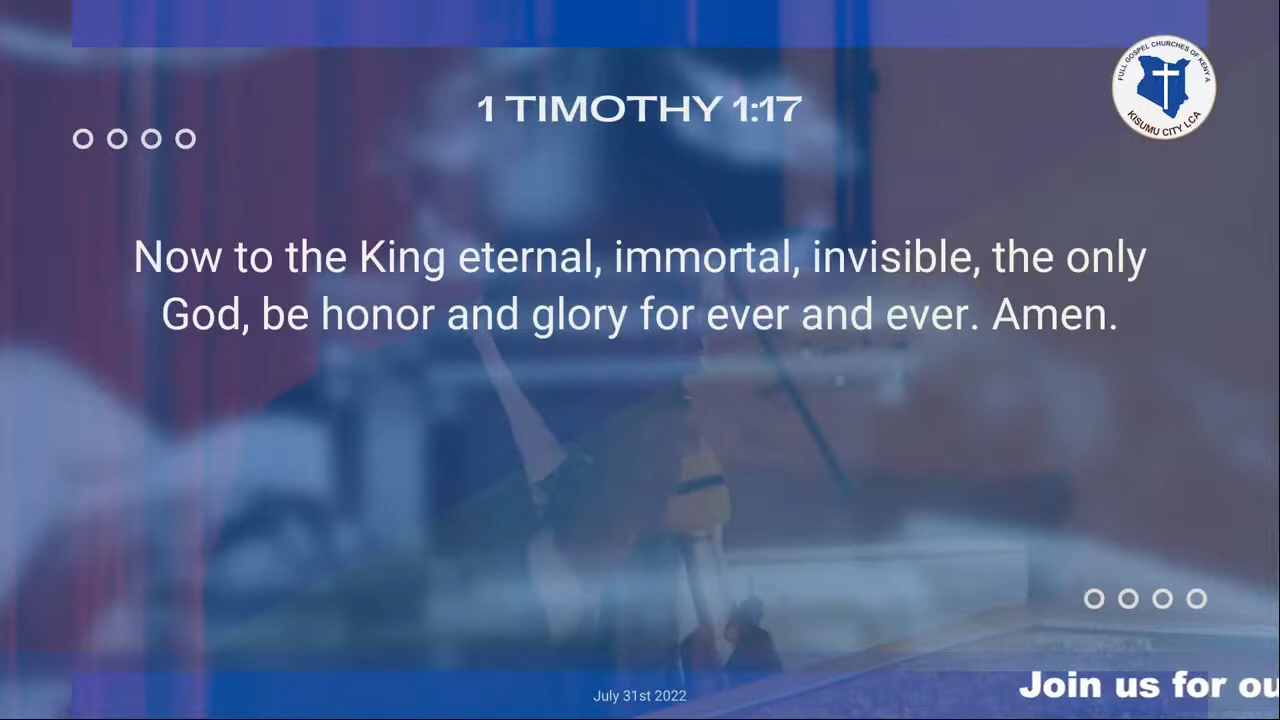 1 TIMOTHY 1:17
FULL GOSPEL CHURCHES OF KENYA
KISUMU CITY LCA
Now to the King eternal, immortal, invisible, the only
God, be honor and glory for ever and ever. Amen.
July 31st 2022
Join us for ou